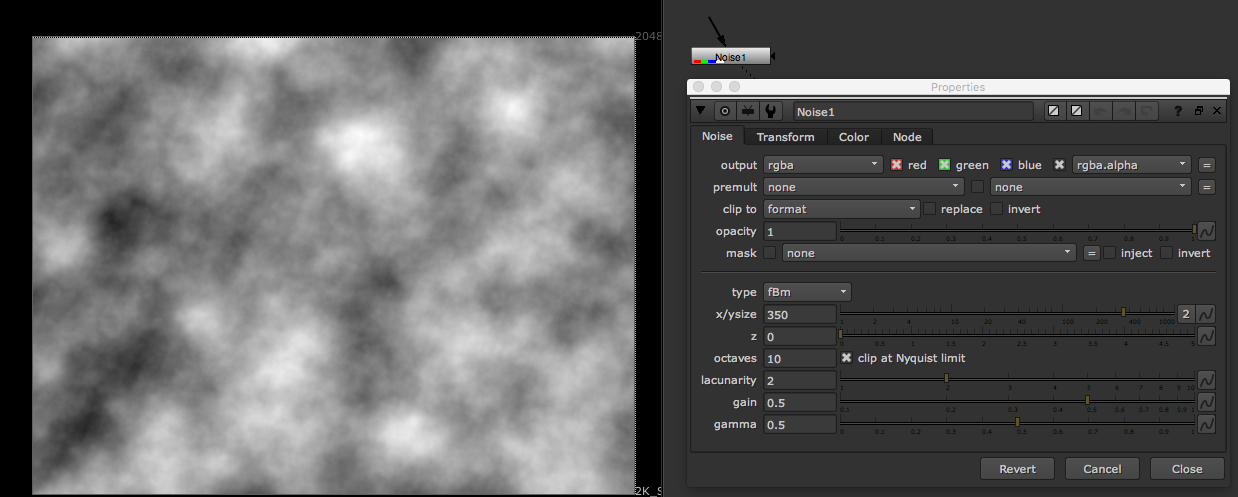 2048
Noise1
Properties
Noise1
?
Noise Transform Color Node
output rgba red green blue rgba.alpha =
premult none none =
clip to format replace invert
opacity 1 0 0.1 0.2 0.3 0.4 0.5 0.6 0.7 0.8 0.9 1
mask none = inject invert
type fBm
x/ysize 350 1 2 4 10 20 40 100 200 400 1000 2
z 0 0 0.5 1 1.5 2 2.5 3 3.5 4 4.5 5
octaves 10 clip at Nyquist limit
lacunarity 2 1 2 3 4 5 6 7 8 9 10
gain 0.5 0.1 0.2 0.3 0.4 0.5 0.6 0.7 0.8 0.9 1
gamma 0.5 0 0.1 0.2 0.3 0.4 0.5 0.6 0.7 0.8 0.9 1
Revert Cancel Close
2K_S